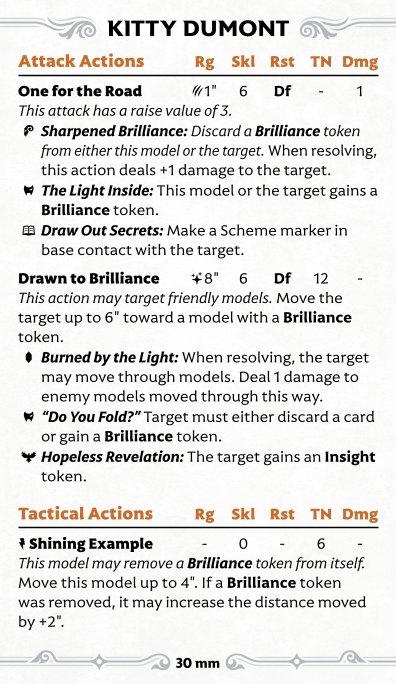 KITTY DUMONT
Attack Actions Rg Skl Rst TN Dmg
One for the Road 1" 6 Df - 1
This attack has a raise value of 3.
Sharpened Brilliance: Discard a Brilliance token
from either this model or the target. When resolving,
this action deals +1 damage to the target.
The Light Inside: This model or the target gains a
Brilliance token.
Draw Out Secrets: Make a Scheme marker in
base contact with the target.
Drawn to Brilliance 8" 6 Df 12 -
This action may target friendly models. Move the
target up to 6" toward a model with a Brilliance
token.
Burned by the Light: When resolving, the target
may move through models. Deal 1 damage to
enemy models moved through this way.
"Do You Fold?" Target must either discard a card
or gain a Brilliance token.
Hopeless Revelation: The target gains an Insight
token.
Tactical Actions Rg Skl Rst TN Dmg
Shining Example - 0 - 6 -
This model may remove a Brilliance token from itself.
Move this model up to 4". If a Brilliance token
was removed, it may increase the distance moved
by +2".
30 mm